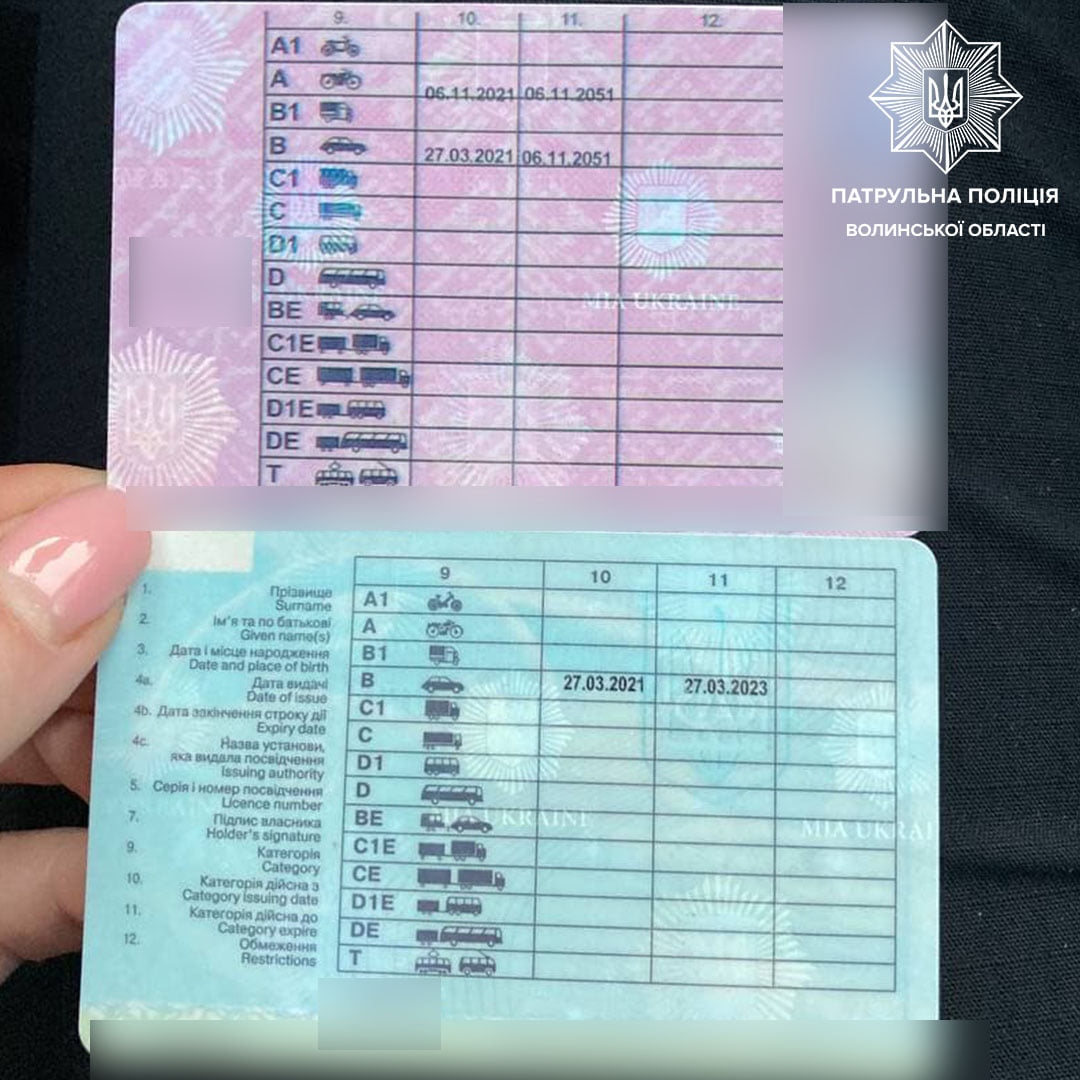 9. 10. 11. 12.
A1
A 06.11.2021 06.11.2051
B1
B 27.03.2021 06.11.2051
C1
C
D1
D
MIA UKRAINE
BE
C1E
CE
D1E
DE
T
ПАТРУЛЬНА ПОЛІЦІЯ
ВОЛИНСЬКОЇ ОБЛАСТІ
1. Прізвище
Surname
2. Ім'я та по батькові
Given name(s)
3. Дата і місце народження
Date and place of birth
4a. Дата видачі
Date of issue
4b. Дата закінчення строку дії
Expiry date
4c. Назва установи,
яка видала посвідчення
Issuing authority
5. Серія і номер посвідчення
Licence number
7. Підпис власника
Holder's signature
9. Категорія
Category
10. Категорія дійсна з
Category issuing date
11. Категорія дійсна до
Category expire
12. Обмеження
Restrictions
9 10 11 12
A1
A
B1
B 27.03.2021 27.03.2023
C1
C
D1
D
BE
MIA UKRAINE MIA UKRAI
C1E
CE
D1E
DE
T